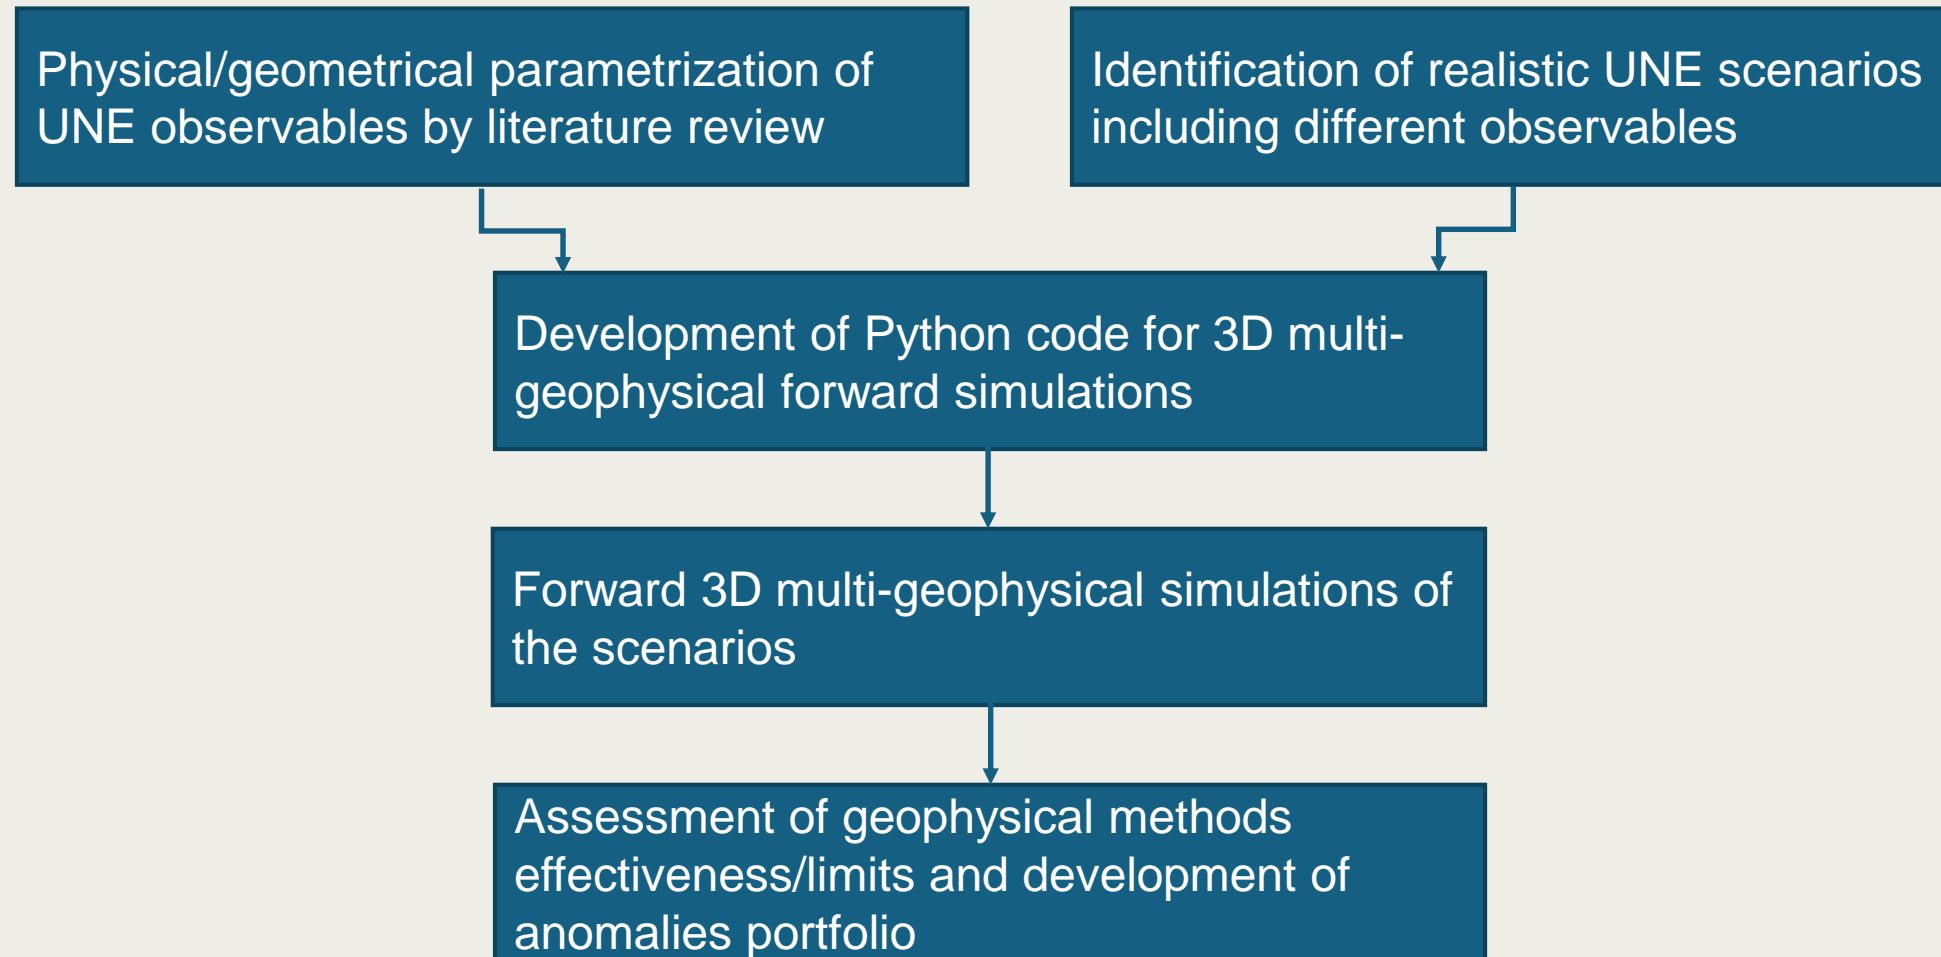 Physical/geometrical parametrization of
UNE observables by literature review
Identification of realistic UNE scenarios
including different observables
Development of Python code for 3D multi-
geophysical forward simulations
Forward 3D multi-geophysical simulations of
the scenarios
Assessment of geophysical methods
effectiveness/limits and development of
anomalies portfolio